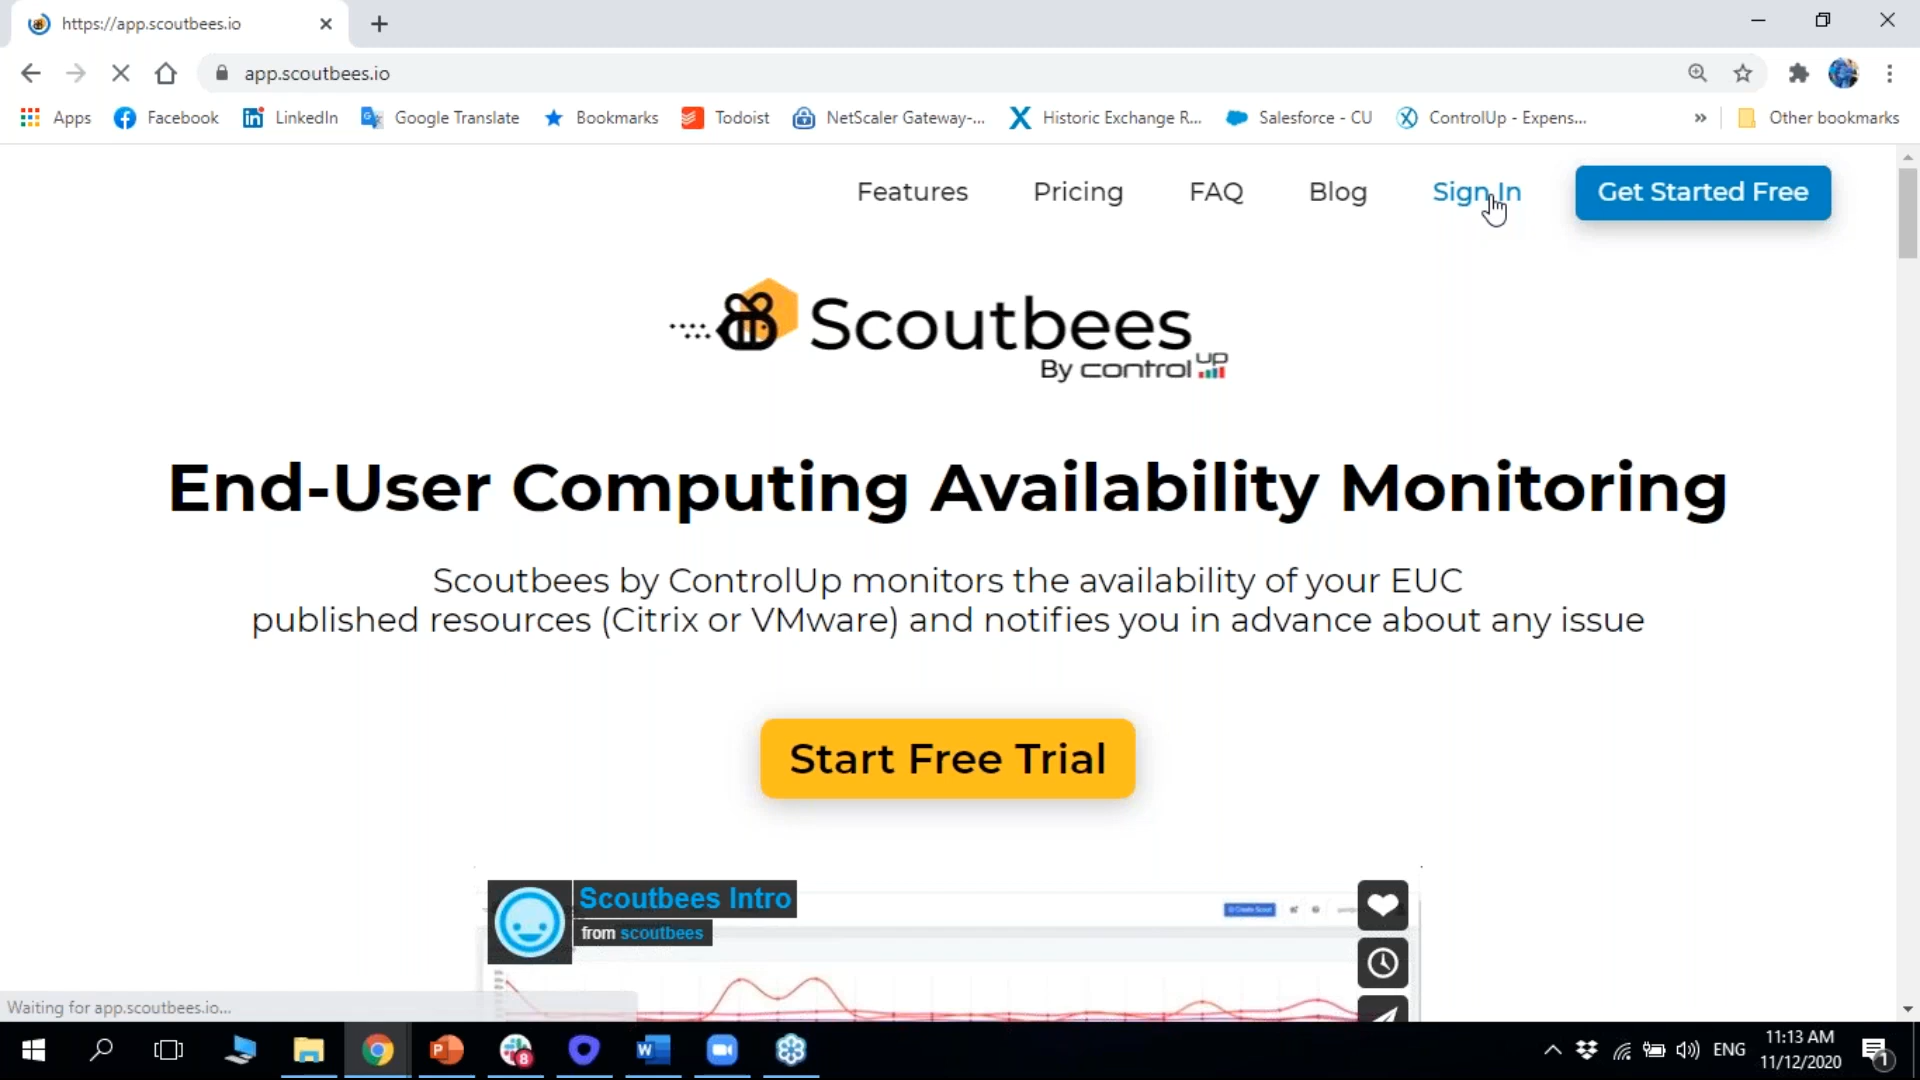 https://app.scoutbees.io
app.scoutbees.io
Apps Facebook LinkedIn Google Translate Bookmarks Todoist NetScaler Gateway-... Historic Exchange R... Salesforce - CU ControlUp - Expens... » Other bookmarks
Features Pricing FAQ Blog Sign In Get Started Free
Scoutbees
By control up
End-User Computing Availability Monitoring
Scoutbees by ControlUp monitors the availability of your EUC
published resources (Citrix or VMware) and notifies you in advance about any issue
Start Free Trial
Scoutbees Intro
from scoutbees
Create Scout
Waiting for app.scoutbees.io...
ENG
11:13 AM
11/12/2020
8
1